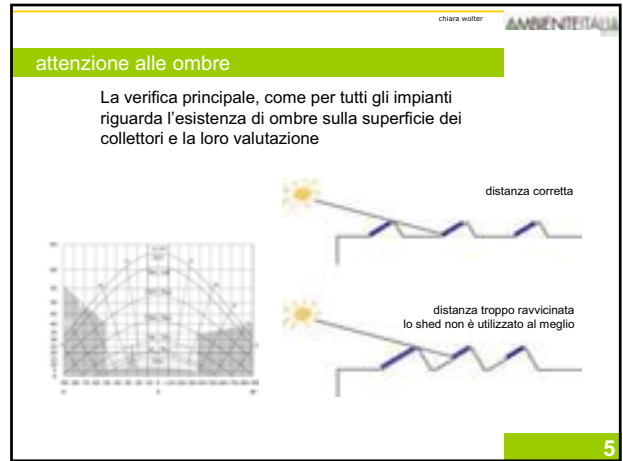 chiara wolter
AMBIENTEITALIA
attenzione alle ombre
La verifica principale, come per tutti gli impianti
riguarda l'esistenza di ombre sulla superficie dei
collettori e la loro valutazione
distanza corretta
distanza troppo ravvicinata
lo shed non è utilizzato al meglio
5